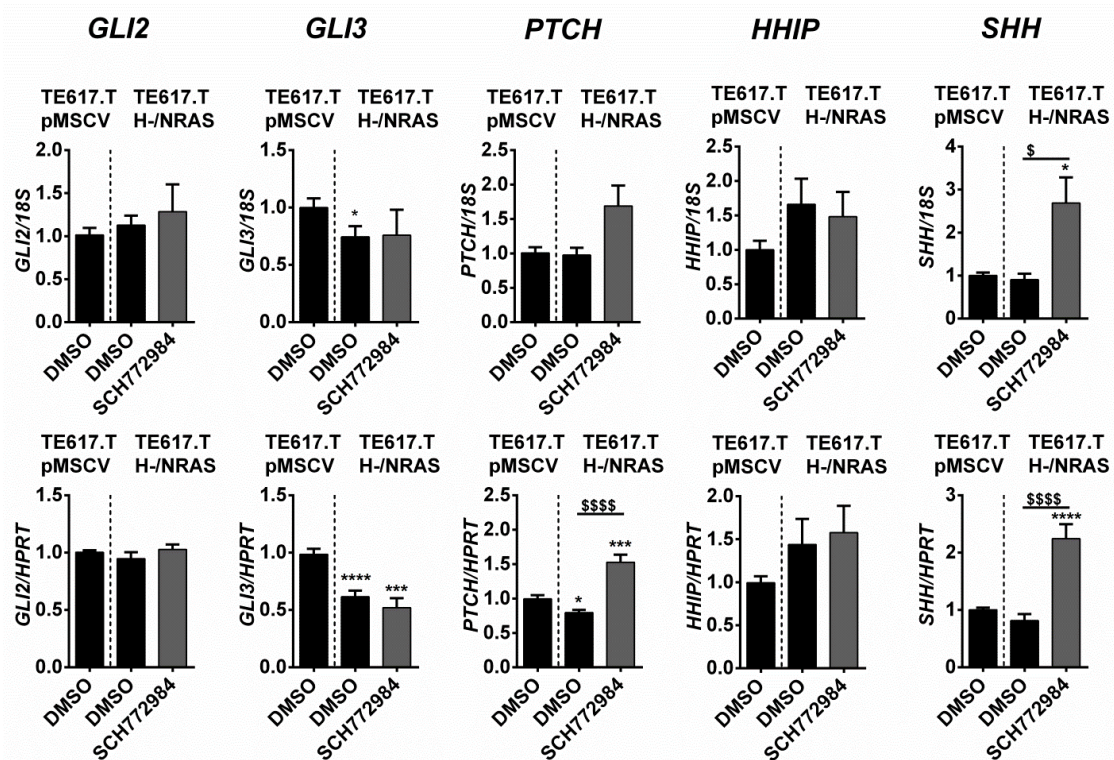 GLI2 GLI3 PTCH HHIP SHH
TE617.T TE617.T TE617.T TE617.T TE617.T TE617.T TE617.T TE617.T TE617.T TE617.T
pMSCV H-/NRAS pMSCV H-/NRAS pMSCV H-/NRAS pMSCV H-/NRAS pMSCV H-/NRAS
GLI2/18S
2.0
1.5
1.0
0.5
0.0
DMSO
DMSO
SCH772984
GLI3/18S
1.5
1.0
0.5
0.0
*
DMSO
DMSO
SCH772984
PTCH/18S
2.5
2.0
1.5
1.0
0.5
0.0
DMSO
DMSO
SCH772984
HHIP/18S
2.5
2.0
1.5
1.0
0.5
0.0
DMSO
DMSO
SCH772984
SHH/18S
4
3
2
1
0
$
*
DMSO
DMSO
SCH772984
TE617.T TE617.T TE617.T TE617.T TE617.T TE617.T TE617.T TE617.T TE617.T TE617.T
pMSCV H-/NRAS pMSCV H-/NRAS pMSCV H-/NRAS pMSCV H-/NRAS pMSCV H-/NRAS
GLI2/HPRT
1.5
1.0
0.5
0.0
DMSO
DMSO
SCH772984
GLI3/HPRT
1.5
1.0
0.5
0.0
****
***
DMSO
DMSO
SCH772984
PTCH/HPRT
2.5
2.0
1.5
1.0
0.5
0.0
$$$$
***
*
DMSO
DMSO
SCH772984
HHIP/HPRT
2.0
1.5
1.0
0.5
0.0
DMSO
DMSO
SCH772984
SHH/HPRT
3
2
1
0
$$$$
****
DMSO
DMSO
SCH772984